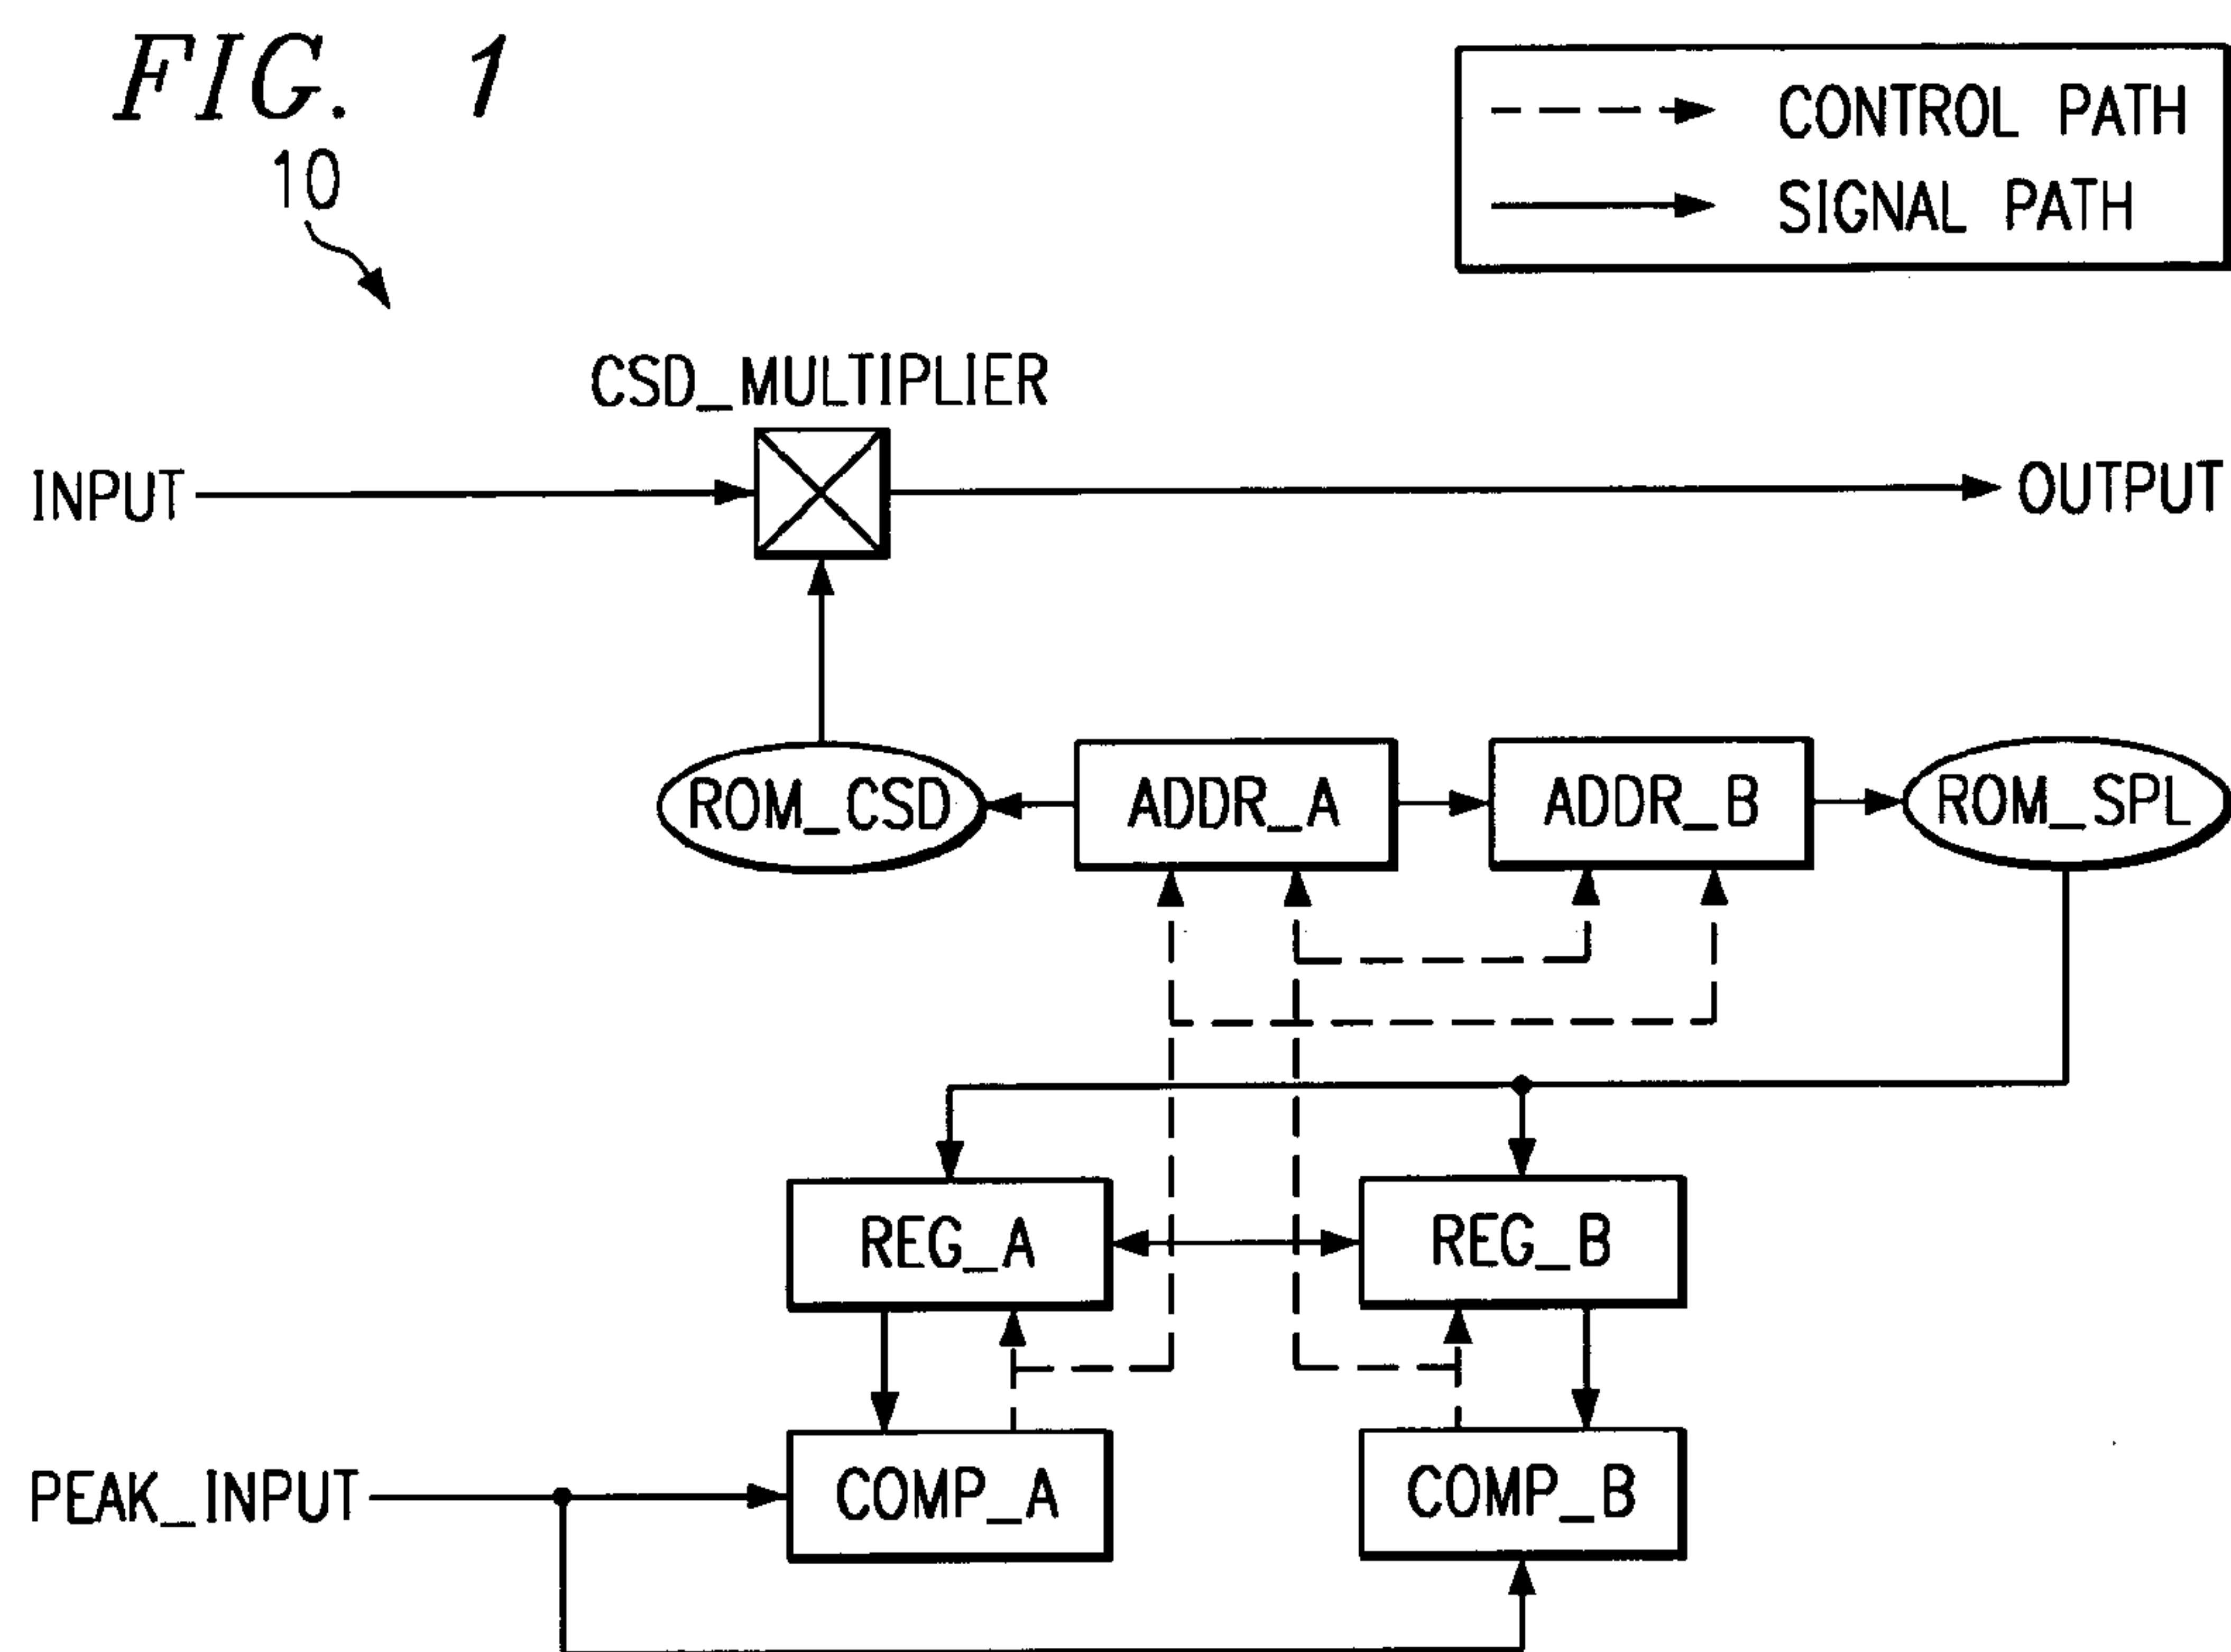 FIG. 1
10
CONTROL PATH
SIGNAL PATH
CSD_MULTIPLIER
INPUT
OUTPUT
ROM_CSD
ADDR_A
ADDR_B
ROM_SPL
REG_A
REG_B
PEAK_INPUT
COMP_A
COMP_B